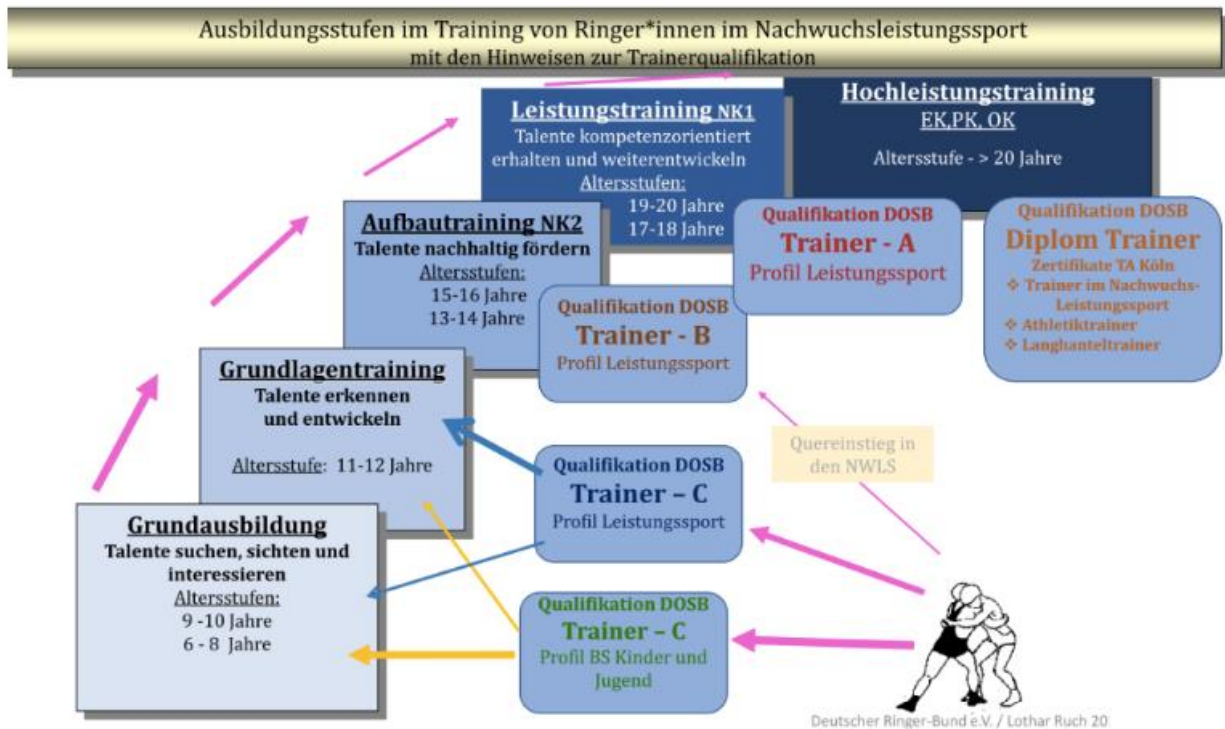 Ausbildungsstufen im Training von Ringer*innen im Nachwuchsleistungssport
mit den Hinweisen zur Trainerqualifikation
Hochleistungstraining
EK,PK, OK
Altersstufe - > 20 Jahre
Leistungstraining NK1
Talente kompetenzorientiert
erhalten und weiterentwickeln
Altersstufen:
19-20 Jahre
17-18 Jahre
Aufbautraining NK2
Talente nachhaltig fördern
Altersstufen:
15-16 Jahre
13-14 Jahre
Qualifikation DOSB
Trainer - A
Profil Leistungssport
Qualifikation DOSB
Diplom Trainer
Zertifikate TA Köln
❖ Trainer im Nachwuchs-
Leistungssport
❖ Athletiktrainer
❖ Langhanteltrainer
Qualifikation DOSB
Trainer - B
Profil Leistungssport
Grundlagentraining
Talente erkennen
und entwickeln
Altersstufe: 11-12 Jahre
Quereinstieg in
den NWLS
Qualifikation DOSB
Trainer – C
Profil Leistungssport
Grundausbildung
Talente suchen, sichten und
interessieren
Altersstufen:
9 -10 Jahre
6 - 8 Jahre
Qualifikation DOSB
Trainer – C
Profil BS Kinder und
Jugend
Deutscher Ringer-Bund e.V. / Lothar Ruch 20